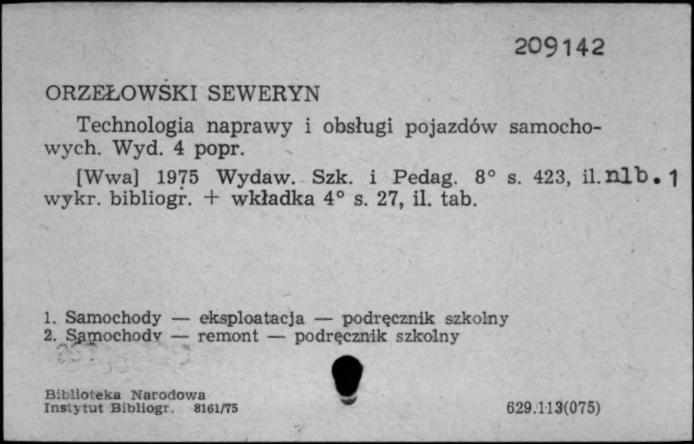 209142
ORZEŁOWSKI SEWERYN
Technologia naprawy i obsługi pojazdów samocho-
wych. Wyd. 4 popr.
[Wwa] 1975 Wydaw. Szk. i Pedag. 8° s. 423, il. nlb. 1
wykr. bibliogr. + wkładka 4° s. 27, il. tab.
1. Samochody — eksploatacja — podręcznik szkolny
2. Samochody — remont — podręcznik szkolny
Biblioteka Narodowa
Instytut Bibliogr. 8161/75
629.113(075)